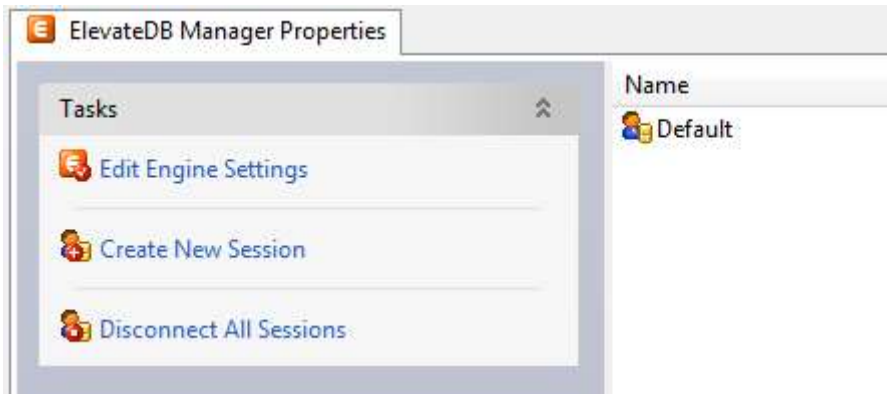 ElevateDB Manager Properties
Tasks
Edit Engine Settings
Create New Session
Disconnect All Sessions
Name
Default